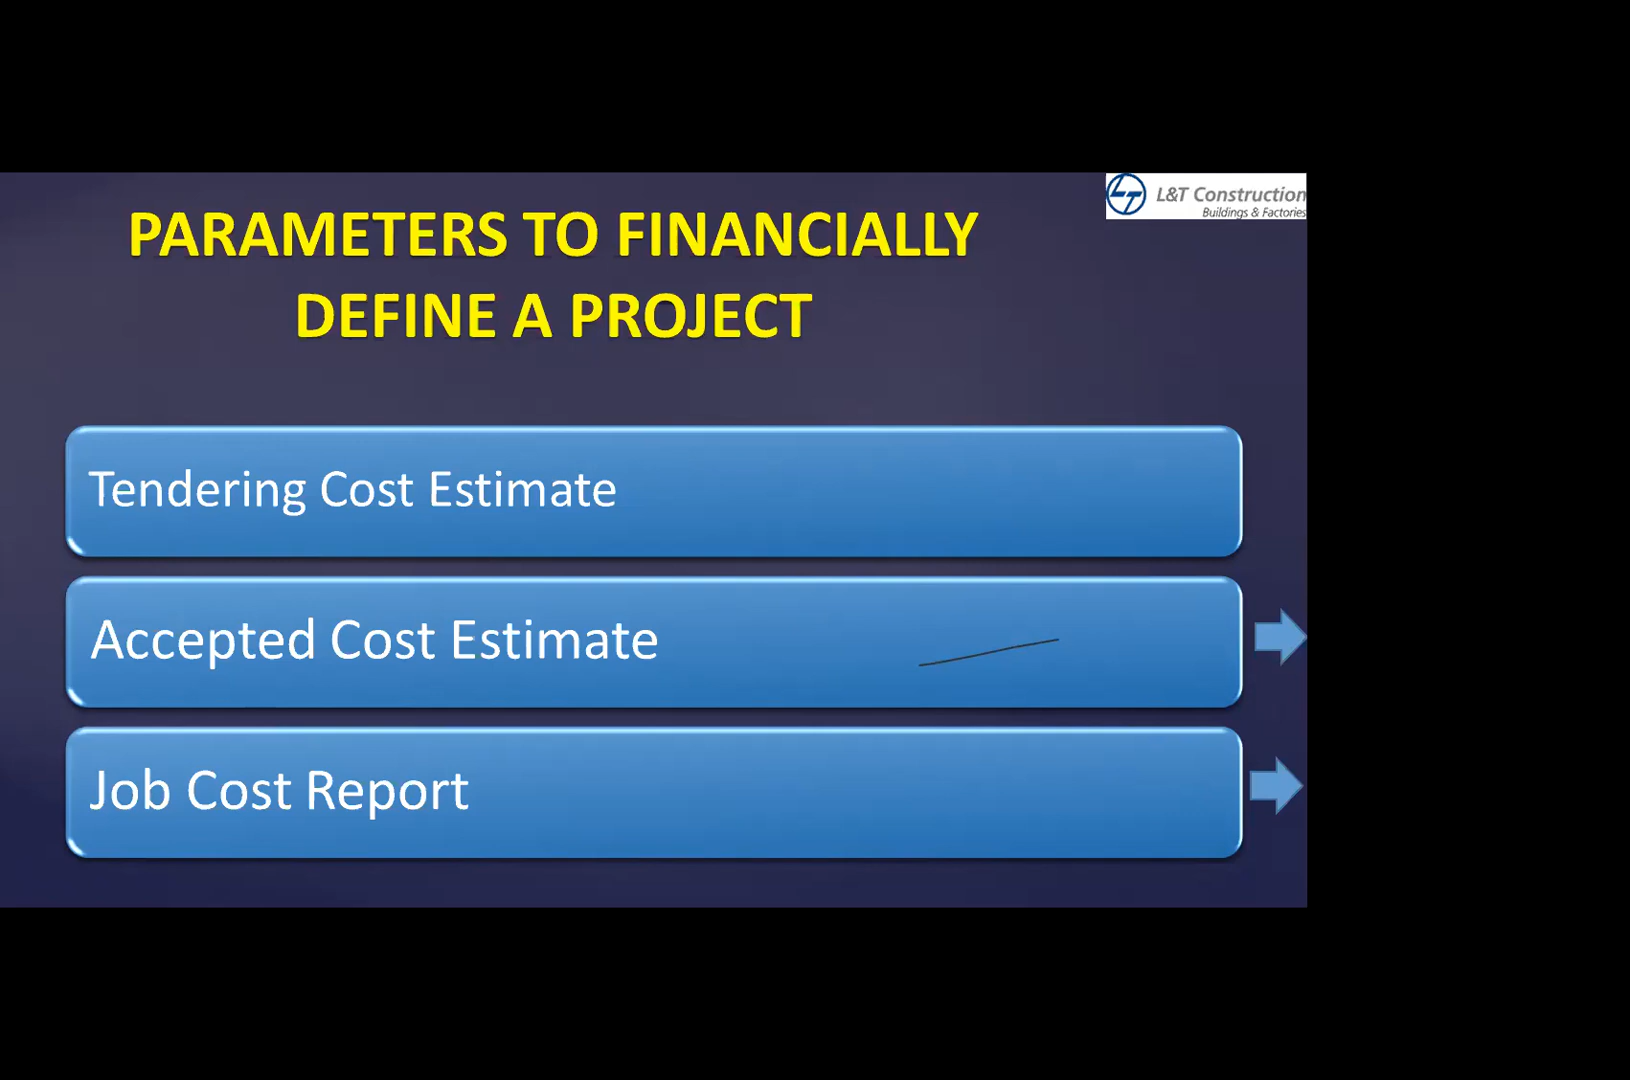 L&T Construction
Buildings & Factories
PARAMETERS TO FINANCIALLY
DEFINE A PROJECT
Tendering Cost Estimate
Accepted Cost Estimate
Job Cost Report